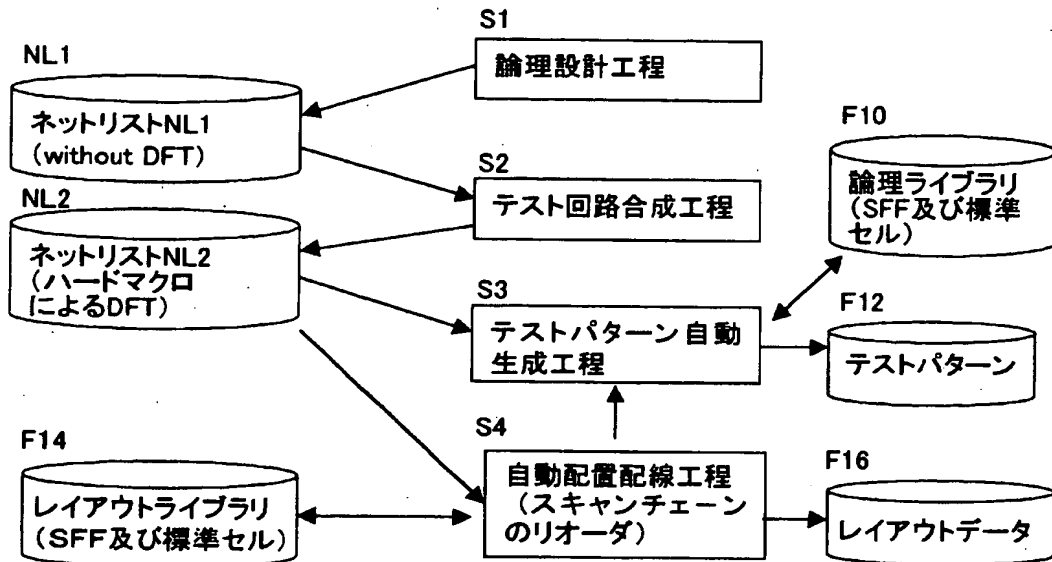 S1
論理設計工程
NL1
ネットリストNL1
(without DFT)
S2
テスト回路合成工程
F10
論理ライブラリ
(SFF及び標準
セル)
NL2
ネットリストNL2
(ハードマクロ
によるDFT)
S3
テストパターン自動
生成工程
F12
テストパターン
F14
レイアウトライブラリ
(SFF及び標準セル)
S4
自動配置配線工程
(スキャンチェーン
のリオーダ)
F16
レイアウトデータ